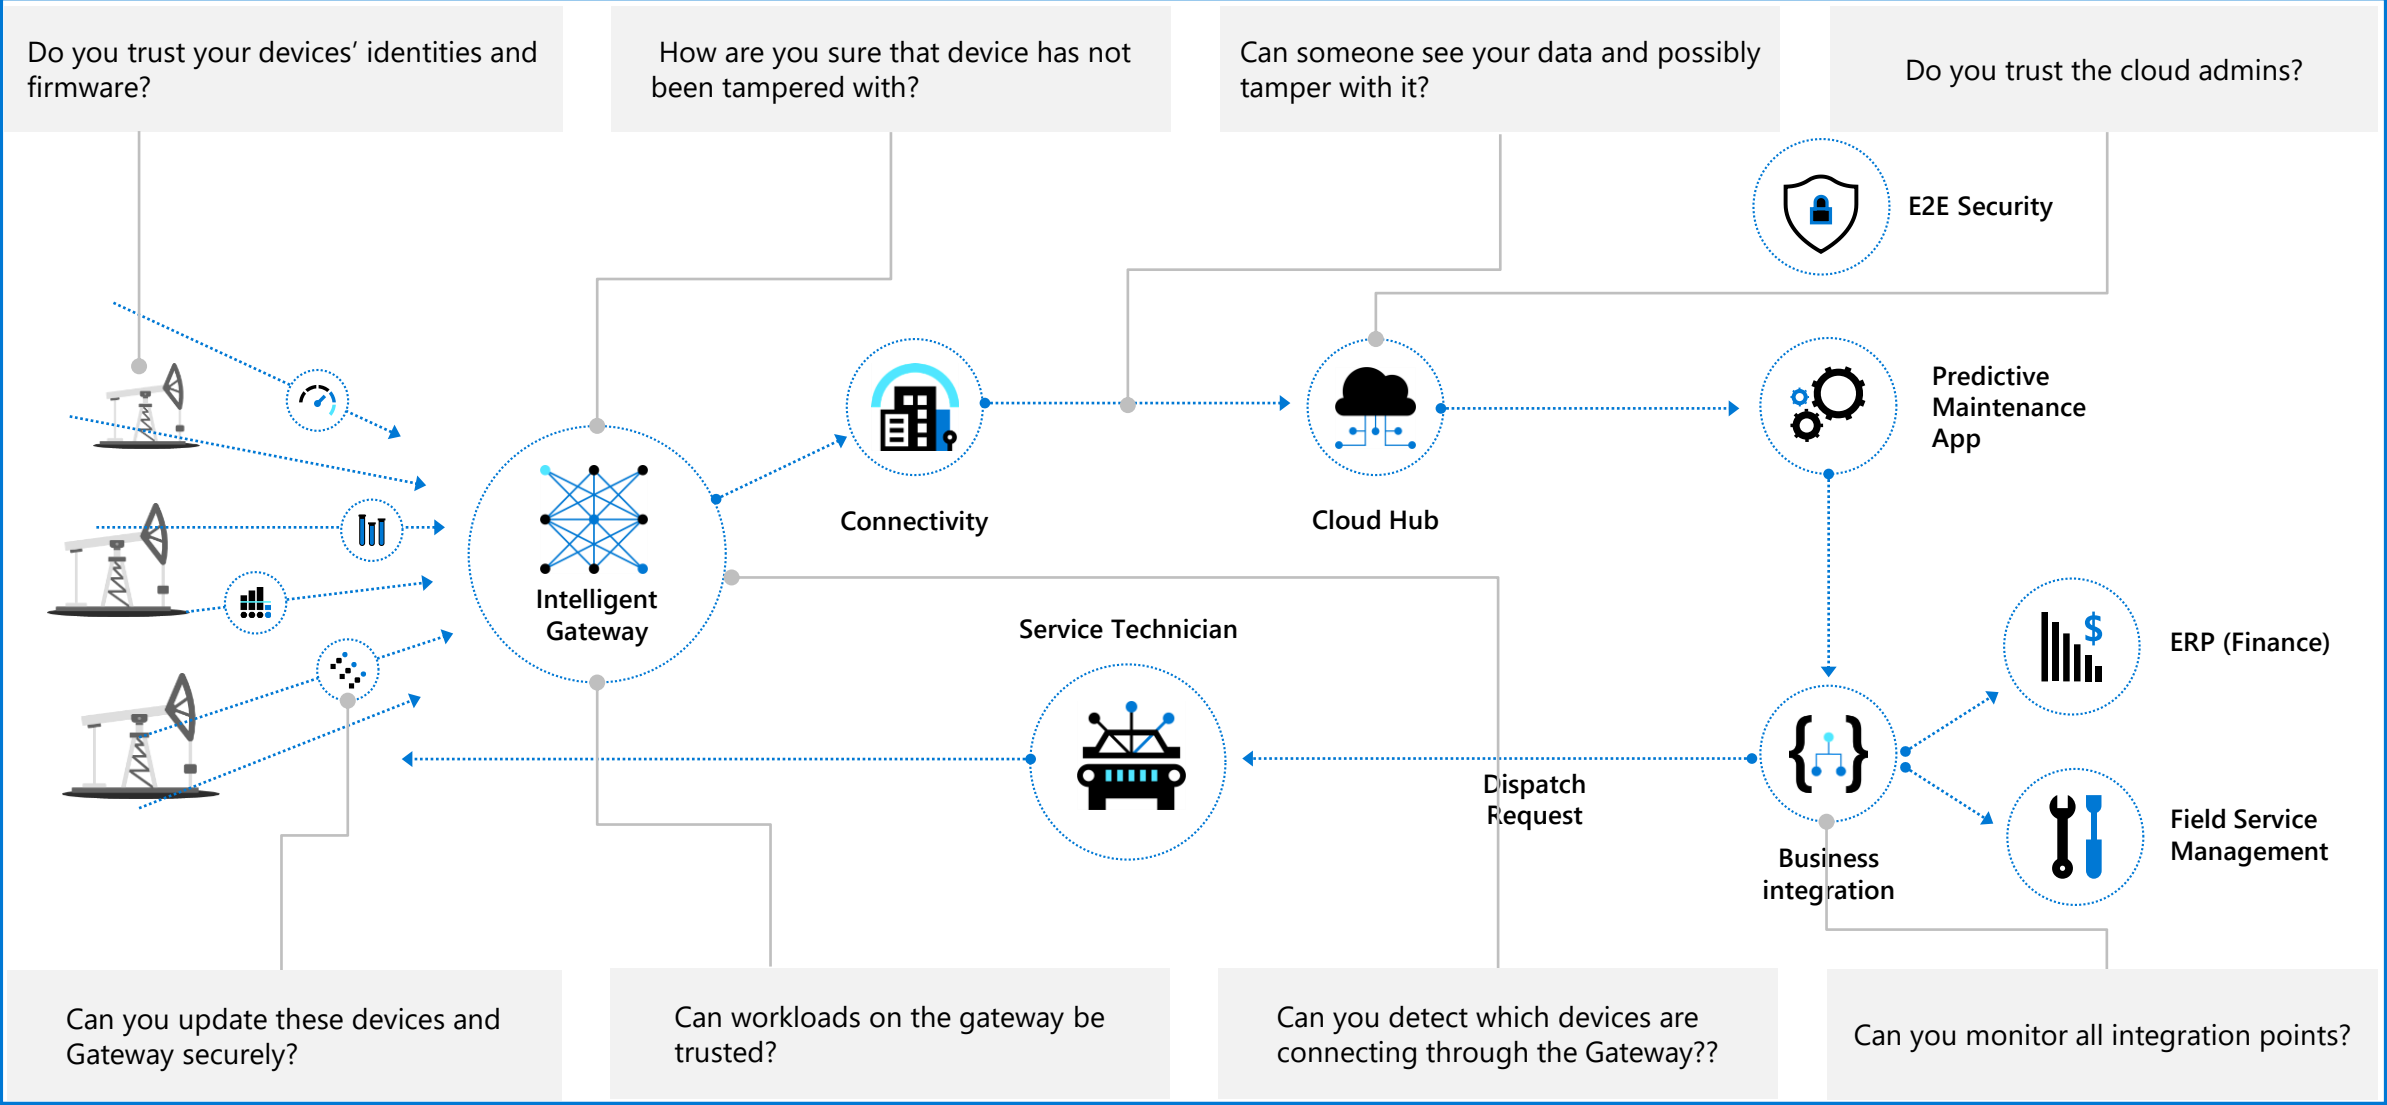 Do you trust your devices’ identities and
firmware?
How are you sure that device has not
been tampered with?
Can someone see your data and possibly
tamper with it?
Do you trust the cloud admins?
E2E Security
Predictive
Maintenance
App
Connectivity
Cloud Hub
Intelligent
Gateway
Service Technician
ERP (Finance)
$
Dispatch
Request
Field Service
Management
Business
integration
Can you update these devices and
Gateway securely?
Can workloads on the gateway be
trusted?
Can you detect which devices are
connecting through the Gateway??
Can you monitor all integration points?